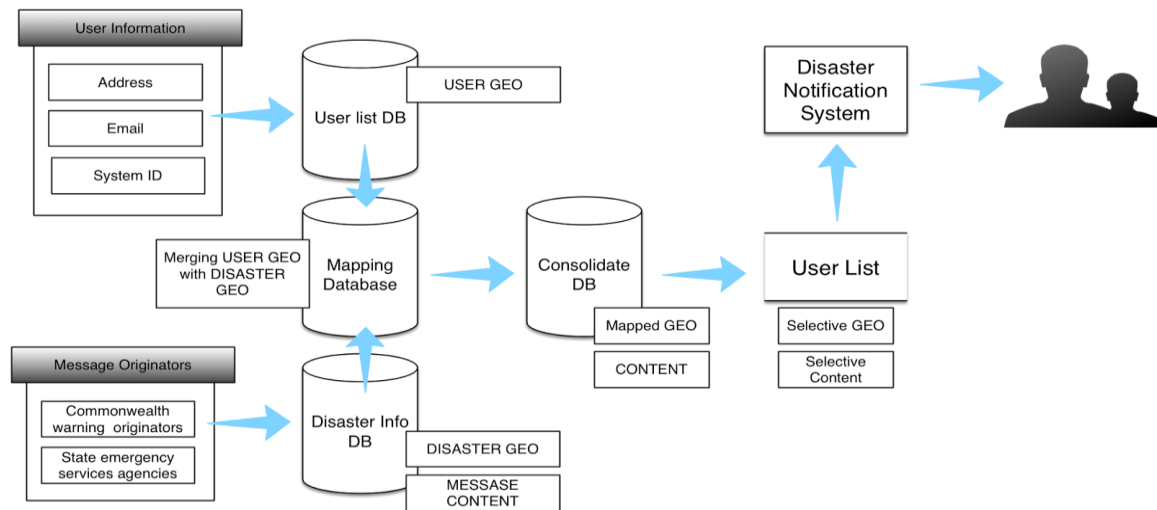 User Information
Address
Email
System ID
User list DB
USER GEO
Merging USER GEO
with DISASTER
GEO
Mapping
Database
Message Originators
Commonwealth
warning originators
State emergency
services agencies
Disaster Info
DB
DISASTER GEO
MESSAGE
CONTENT
Consolidate
DB
Mapped GEO
CONTENT
User List
Selective GEO
Selective
Content
Disaster
Notification
System